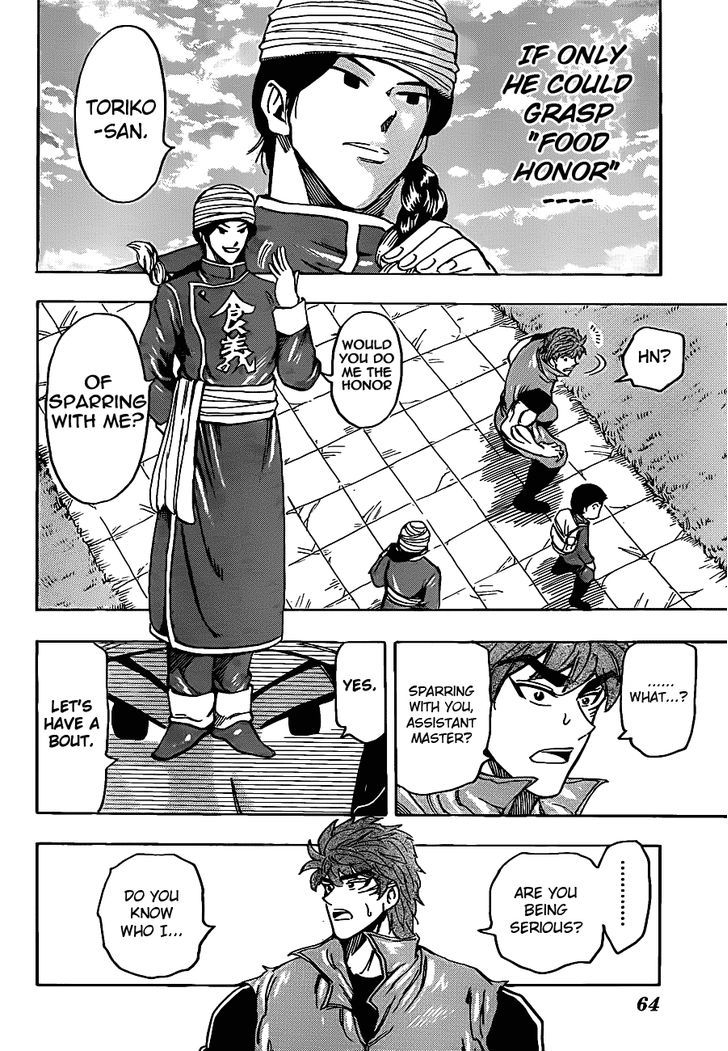 IF ONLY
HE COULD
GRASP
"FOOD
HONOR"
----
TORIKO
-SAN.
HN?
WOULD
YOU DO
ME THE
HONOR
OF
SPARRING
WITH ME?
食義
......
WHAT...?
SPARRING
WITH YOU,
ASSISTANT
MASTER?
YES.
LET'S
HAVE A
BOUT.
.........
ARE YOU
BEING
SERIOUS?
DO YOU
KNOW
WHO I...
64